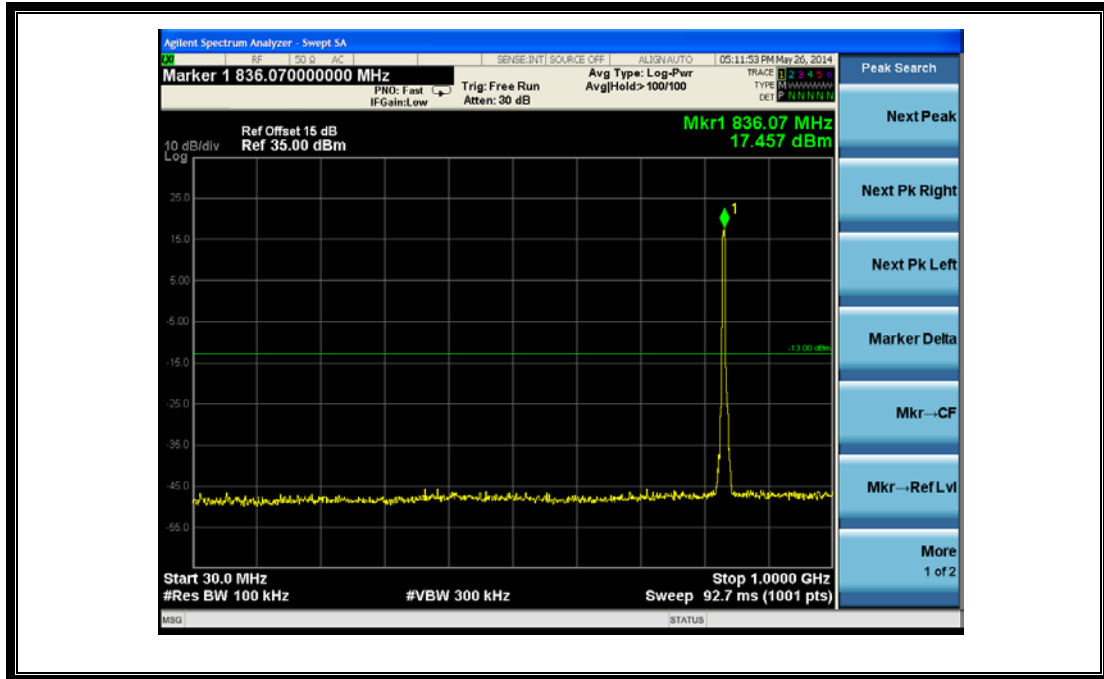 Agilent Spectrum Analyzer - Swept SA
LXI RF 50 Ω AC SENSE:INT SOURCE OFF ALIGNAUTO 05:11:53 PM May 26, 2014
Marker 1 836.070000000 MHz
Avg Type: Log-Pwr
TRACE 1 2 3 4 5 6
PNO: Fast Trig: Free Run Avg|Hold:>100/100 TYPE M
IFGain:Low Atten: 30 dB DET P N N N N N
Mkr1 836.07 MHz
17.457 dBm
Ref Offset 15 dB
10 dB/div Ref 35.00 dBm
Log
25.0
15.0
5.00
-5.00
-15.0
-25.0
-35.0
-45.0
-55.0
1
-13.00 dBm
Start 30.0 MHz Stop 1.0000 GHz
#Res BW 100 kHz #VBW 300 kHz Sweep 92.7 ms (1001 pts)
MSG STATUS
Peak Search
Next Peak
Next Pk Right
Next Pk Left
Marker Delta
Mkr→CF
Mkr→Ref Lvl
More
1 of 2